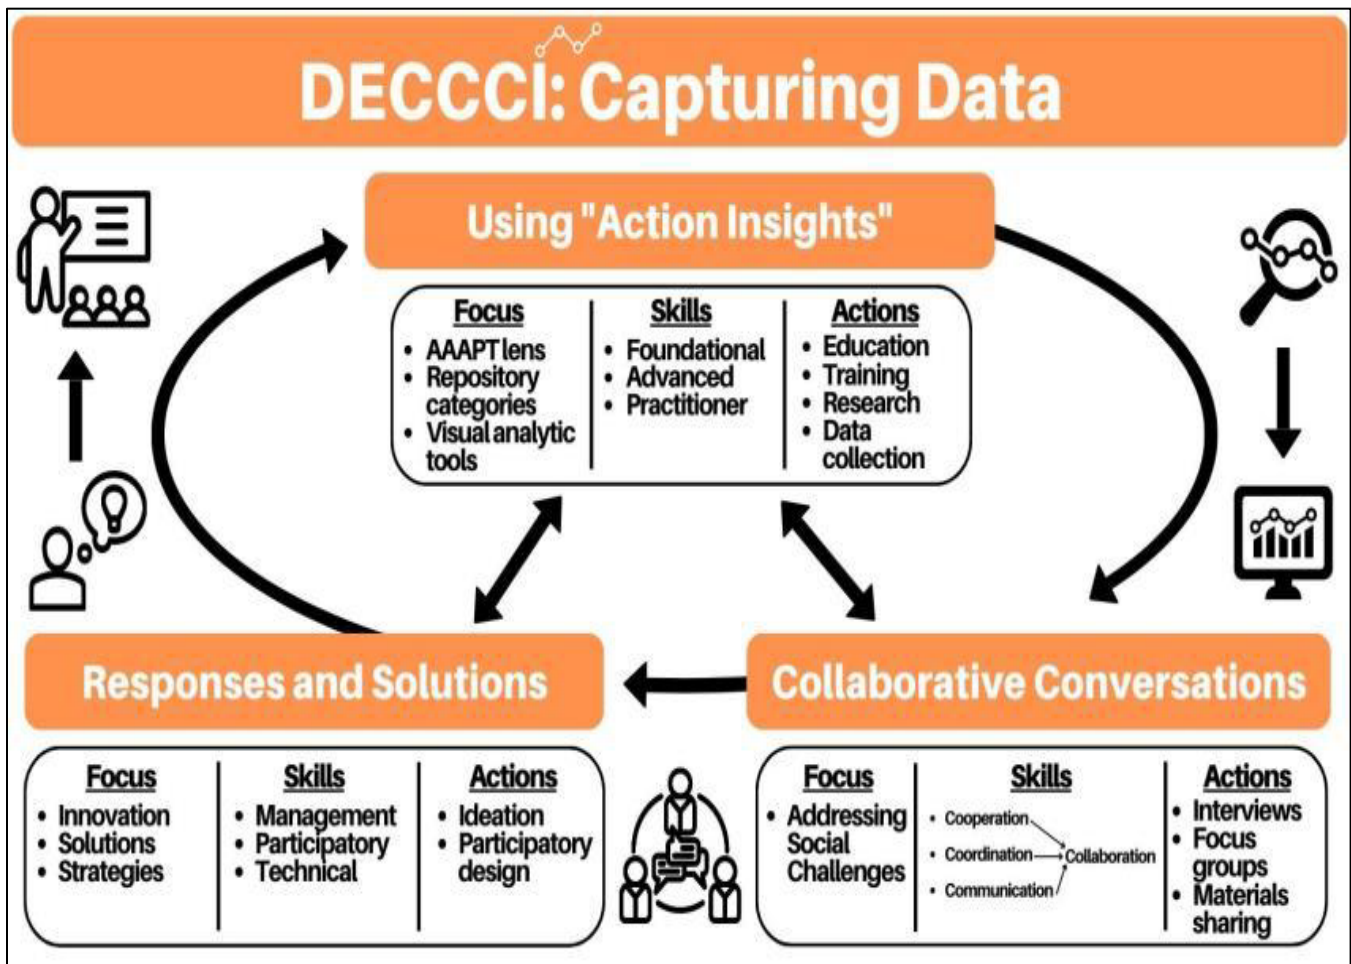 DECCCI: Capturing Data
Using "Action Insights"
Focus
• AAAPT lens
• Repository
categories
• Visual analytic
tools
Skills
• Foundational
• Advanced
• Practitioner
Actions
• Education
• Training
• Research
• Data
collection
Responses and Solutions
Focus
• Innovation
• Solutions
• Strategies
Skills
• Management
• Participatory
• Technical
Actions
• Ideation
• Participatory
design
Collaborative Conversations
Focus
• Addressing
Social
Challenges
Skills
• Cooperation
• Coordination
• Communication
Collaboration
Actions
• Interviews
• Focus
groups
• Materials
sharing